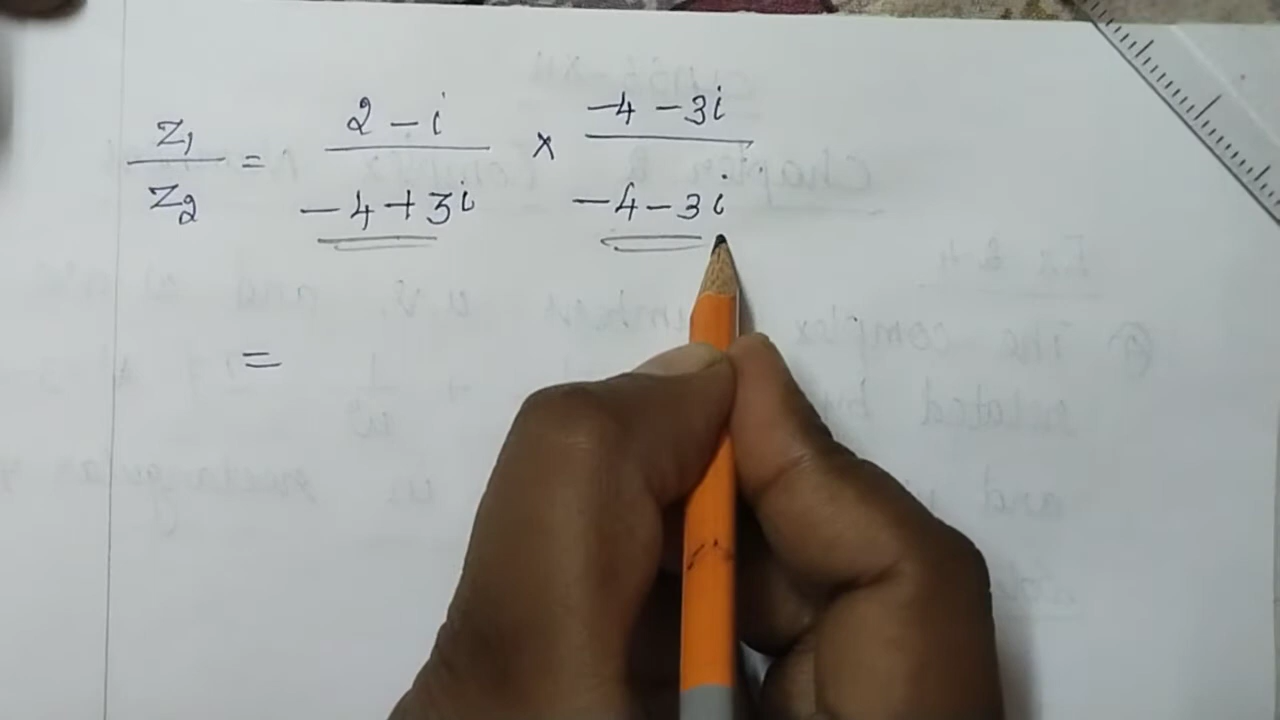 z₁/z₂ = (2 - i)/(-4 + 3i) × (-4 - 3i)/(-4 - 3i)
=